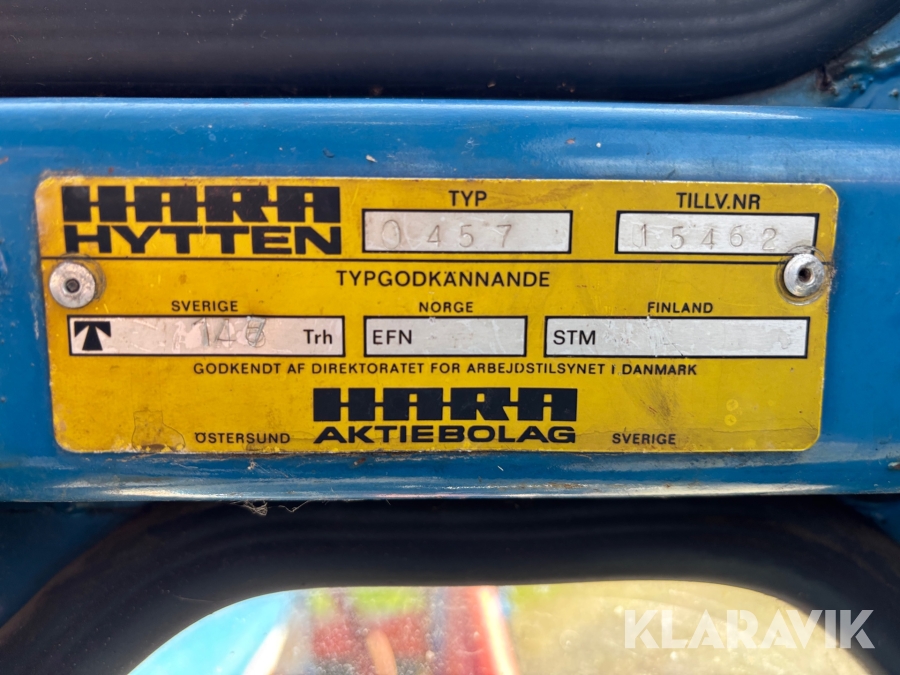 HARA HYTTEN
TYP
0457
TILLV.NR
15462
TYPGODKÄNNANDE
SVERIGE
NORGE
FINLAND
T 148 Trh
EFN
STM
GODKENDT AF DIREKTORATET FOR ARBEJDSTILSYNET I DANMARK
HARA
ÖSTERSUND AKTIEBOLAG SVERIGE
KLARAVIK